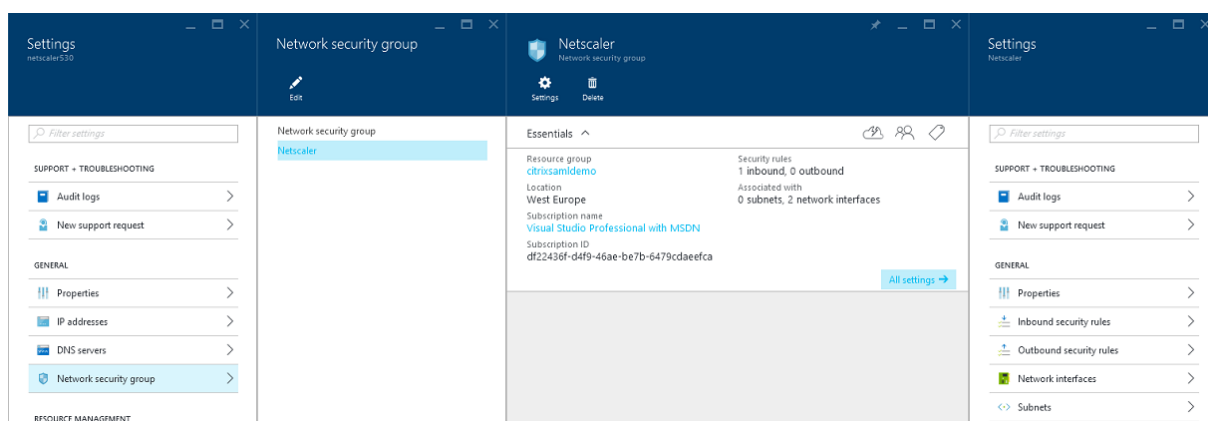 Settings
netscaler530
Filter settings
SUPPORT + TROUBLESHOOTING
Audit logs
New support request
GENERAL
Properties
IP addresses
DNS servers
Network security group
RESOURCE MANAGEMENT
Network security group
Edit
Network security group
Netscaler
Netscaler
Network security group
Settings
Delete
Essentials
Resource group
citrixsamldemo
Location
West Europe
Subscription name
Visual Studio Professional with MSDN
Subscription ID
df22436f-d4f9-46ae-be7b-6479cdaeefca
Security rules
1 inbound, 0 outbound
Associated with
0 subnets, 2 network interfaces
All settings
Settings
Netscaler
Filter settings
SUPPORT + TROUBLESHOOTING
Audit logs
New support request
GENERAL
Properties
Inbound security rules
Outbound security rules
Network interfaces
Subnets